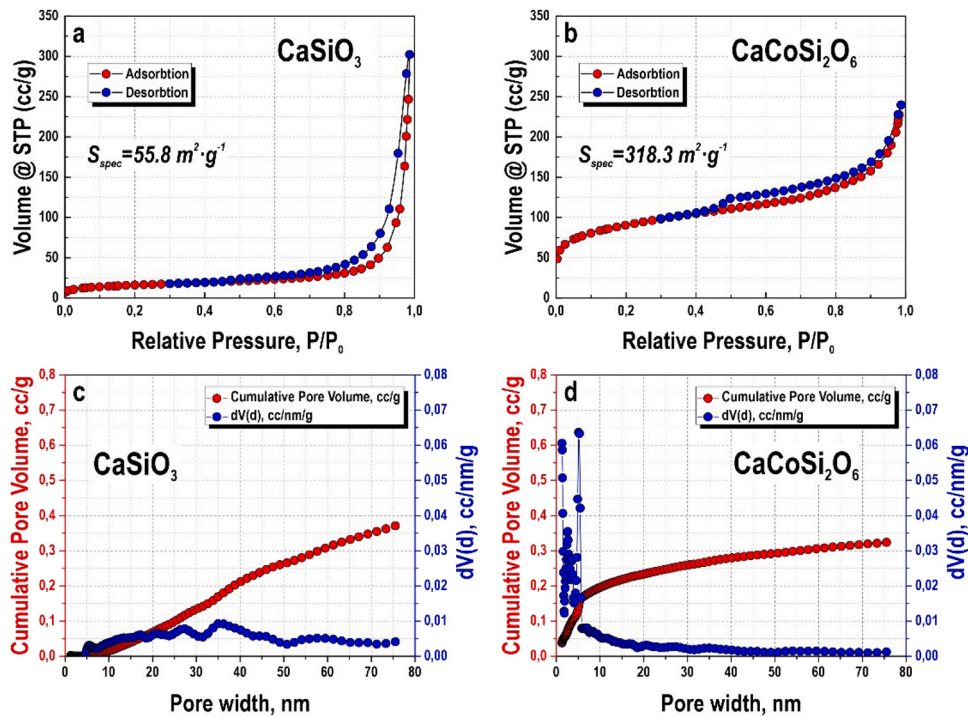 a
CaSiO3
Adsorbtion
Desorbtion
Sspec=55.8 m2·g-1
Volume @ STP (cc/g)
350
300
250
200
150
100
50
0
0,0 0,2 0,4 0,6 0,8 1,0
Relative Pressure, P/P0
b
CaCoSi2O6
Adsorbtion
Desorbtion
Sspec=318.3 m2·g-1
Volume @ STP (cc/g)
350
300
250
200
150
100
50
0
0,0 0,2 0,4 0,6 0,8 1,0
Relative Pressure, P/P0
c
Cumulative Pore Volume, cc/g
dV(d), cc/nm/g
CaSiO3
Cumulative Pore Volume, cc/g
0,8
0,7
0,6
0,5
0,4
0,3
0,2
0,1
0,0
0,08
0,07
0,06
0,05
0,04
0,03
0,02
0,01
0,00
dV(d), cc/nm/g
0 10 20 30 40 50 60 70 80
Pore width, nm
d
Cumulative Pore Volume, cc/g
dV(d), cc/nm/g
CaCoSi2O6
Cumulative Pore Volume, cc/g
0,8
0,7
0,6
0,5
0,4
0,3
0,2
0,1
0,0
0,08
0,07
0,06
0,05
0,04
0,03
0,02
0,01
0,00
dV(d), cc/nm/g
0 10 20 30 40 50 60 70 80
Pore width, nm